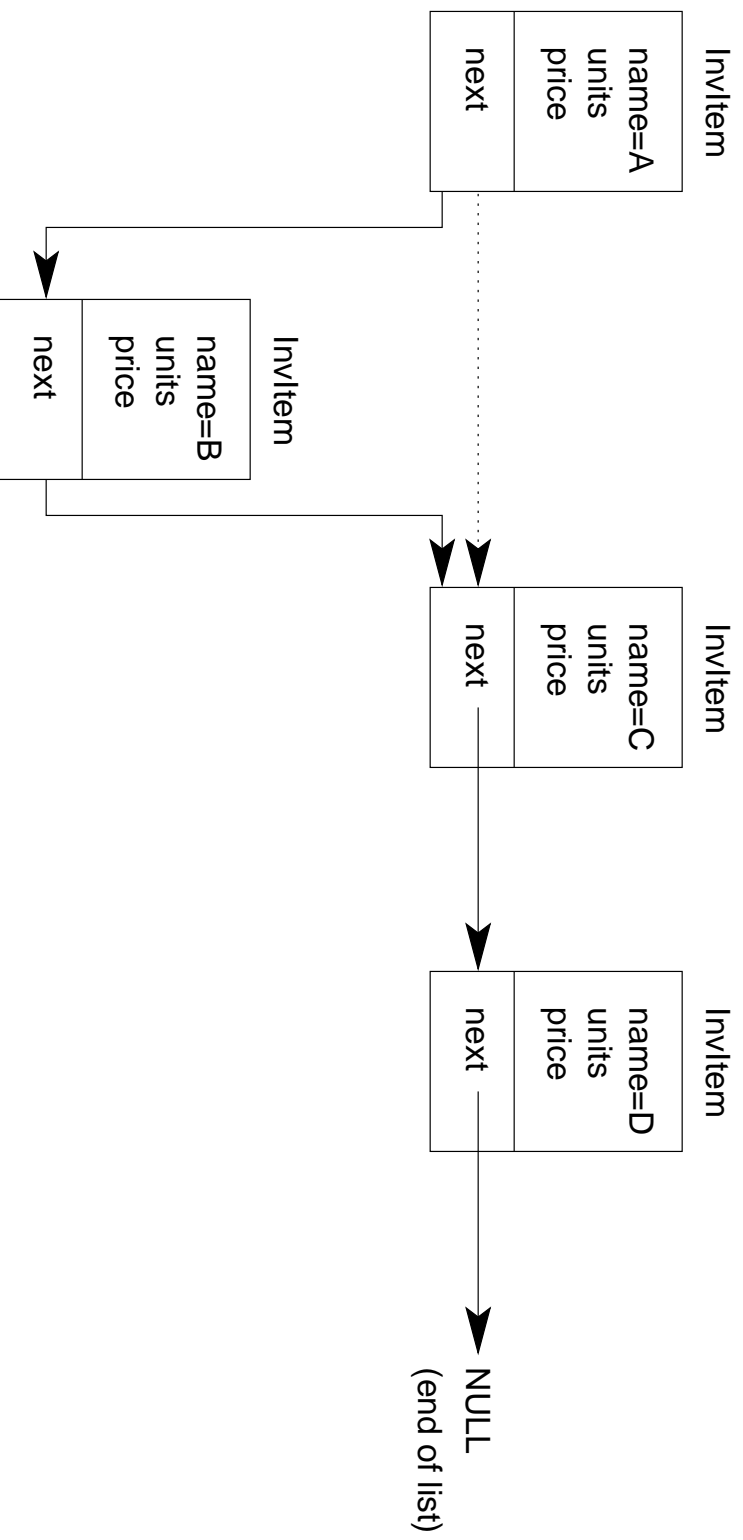 InvItem
name=A
units
price
next
InvItem
name=B
units
price
next
InvItem
name=C
units
price
next
InvItem
name=D
units
price
next
NULL
(end of list)